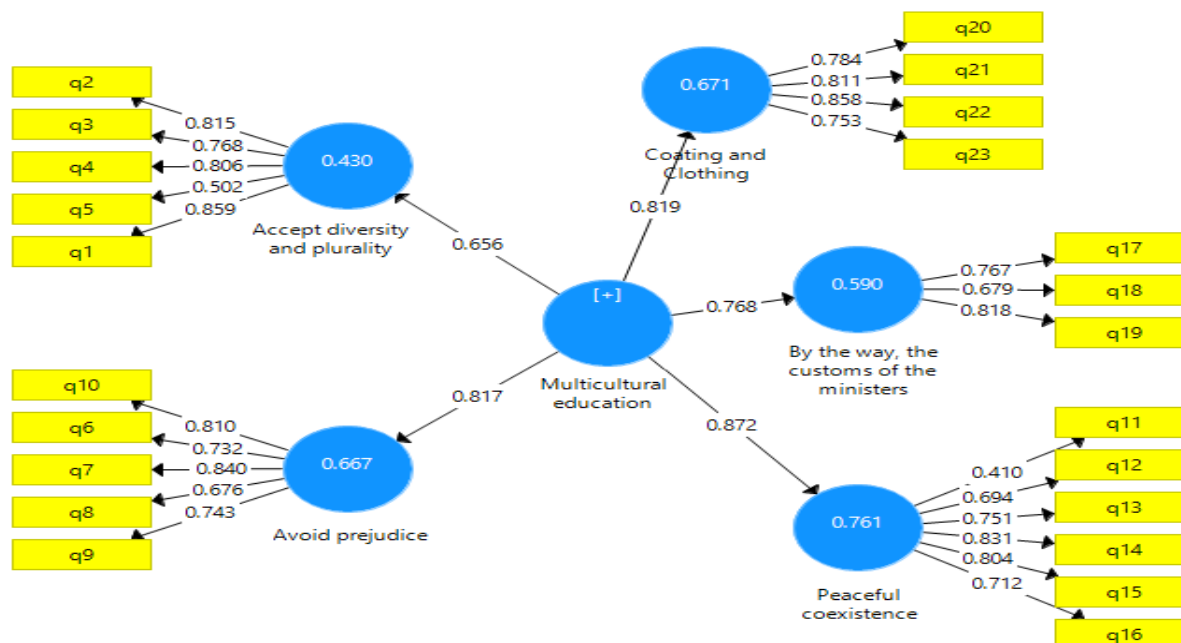 q2
q3
q4
q5
q1
0.815
0.768
0.806
0.502
0.859
0.430
Accept diversity
and plurality
0.656
q20
q21
q22
q23
0.784
0.811
0.858
0.753
0.671
Coating and
Clothing
0.819
[+]
Multicultural
education
0.768
0.590
By the way, the
customs of the
ministers
0.767
0.679
0.818
q17
q18
q19
q10
q6
q7
q8
q9
0.810
0.732
0.840
0.676
0.743
0.667
Avoid prejudice
0.817
0.872
0.761
Peaceful
coexistence
0.410
0.694
0.751
0.831
0.804
0.712
q11
q12
q13
q14
q15
q16